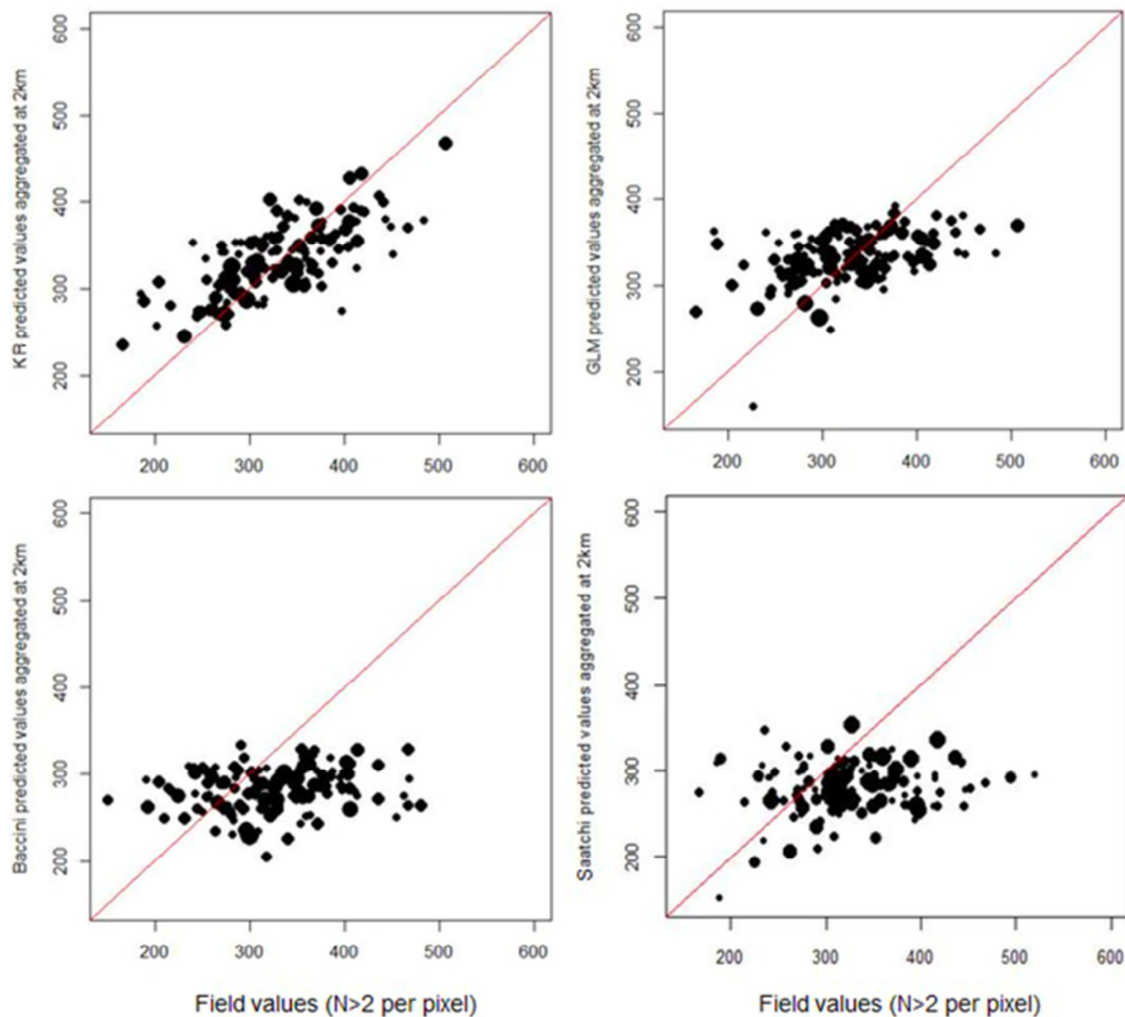 KR predicted values aggregated at 2km
600
500
400
300
200
200 300 400 500 600
GLM predicted values aggregated at 2km
600
500
400
300
200
200 300 400 500 600
Baccini predicted values aggregated at 2km
600
500
400
300
200
200 300 400 500 600
Field values (N>2 per pixel)
Saatchi predicted values aggregated at 2km
600
500
400
300
200
200 300 400 500 600
Field values (N>2 per pixel)